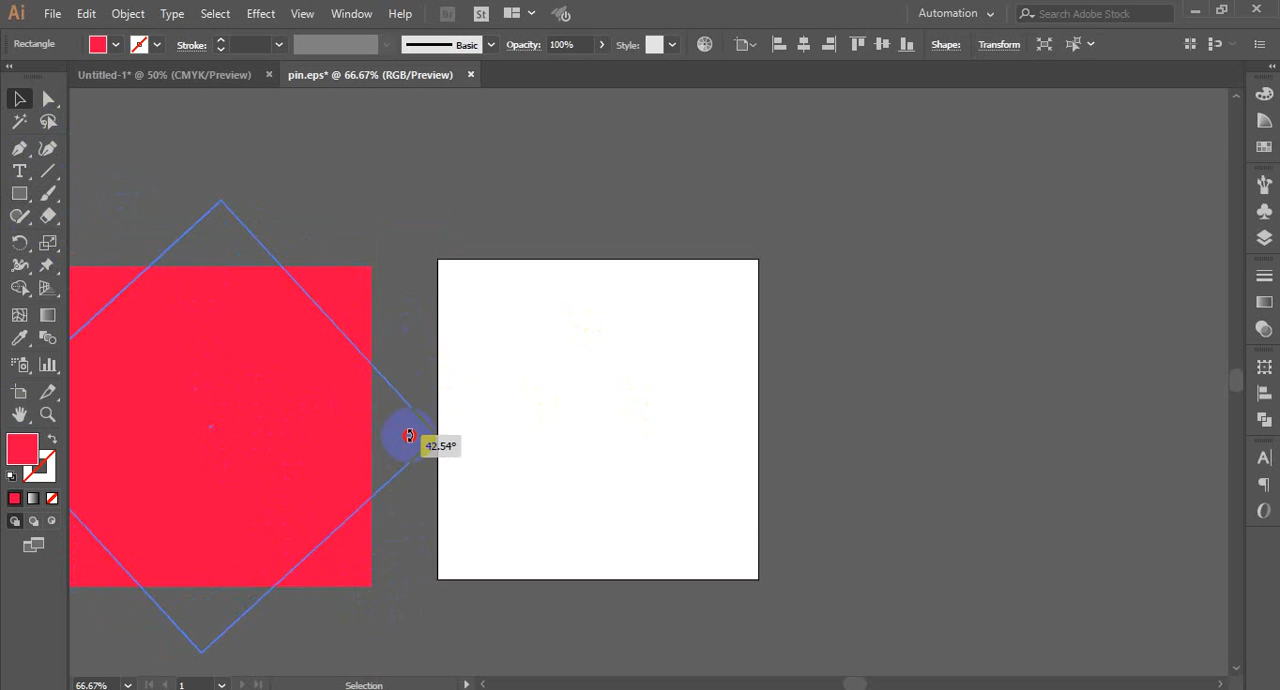 Ai File Edit Object Type Select Effect View Window Help Br St Automation Search Adobe Stock
Rectangle Stroke: Basic Opacity: 100% Style: Shape: Transform
Untitled-1* @ 50% (CMYK/Preview) × pin.eps* @ 66.67% (RGB/Preview) ×
42.54°
66.67% 1 Selection